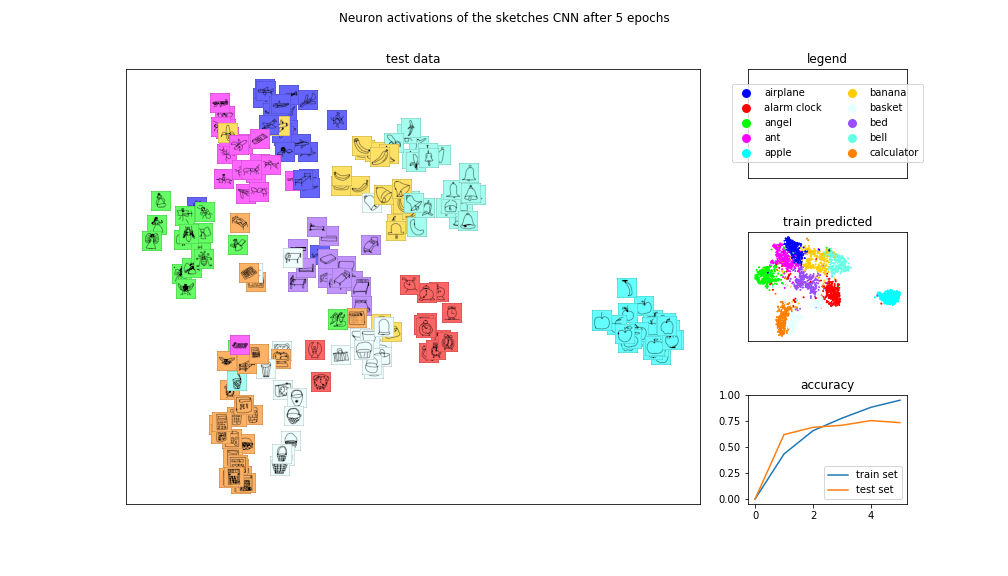 Neuron activations of the sketches CNN after 5 epochs
test data
legend
airplane
alarm clock
angel
ant
apple
banana
basket
bed
bell
calculator
train predicted
accuracy
1.00
0.75
0.50
0.25
0.00
train set
test set
0 2 4